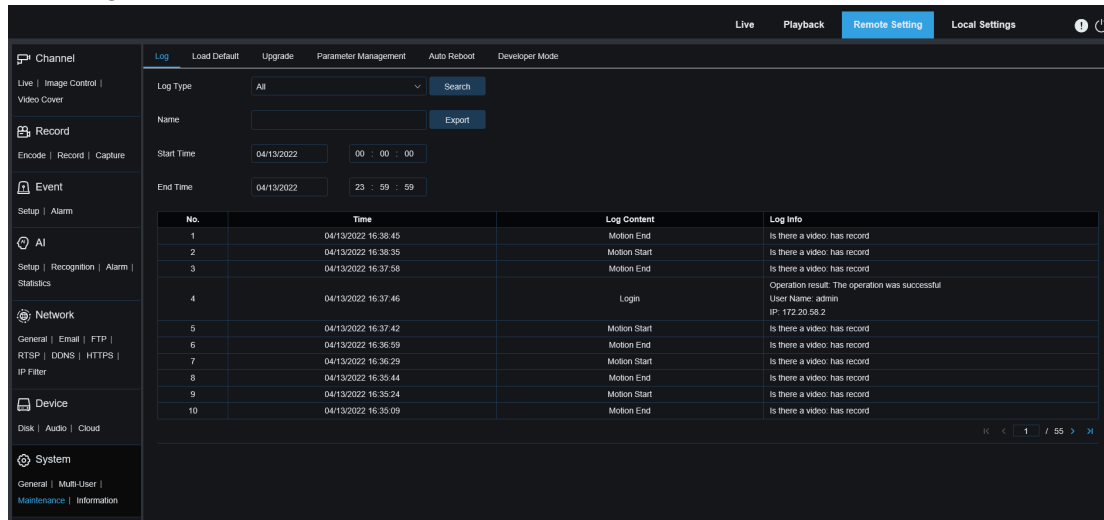 Live Playback Remote Setting Local Settings
Channel
Live | Image Control |
Video Cover
Record
Encode | Record | Capture
Event
Setup | Alarm
AI
Setup | Recognition | Alarm |
Statistics
Network
General | Email | FTP |
RTSP | DDNS | HTTPS |
IP Filter
Device
Disk | Audio | Cloud
System
General | Multi-User |
Maintenance | Information
Log Load Default Upgrade Parameter Management Auto Reboot Developer Mode
Log Type All Search
Name Export
Start Time 04/13/2022 00 : 00 : 00
End Time 04/13/2022 23 : 59 : 59
No. Time Log Content Log Info
1 04/13/2022 16:38:45 Motion End Is there a video: has record
2 04/13/2022 16:38:35 Motion Start Is there a video: has record
3 04/13/2022 16:37:58 Motion End Is there a video: has record
4 04/13/2022 16:37:46 Login Operation result: The operation was successful
User Name: admin
IP: 172.20.58.2
5 04/13/2022 16:37:42 Motion Start Is there a video: has record
6 04/13/2022 16:36:59 Motion End Is there a video: has record
7 04/13/2022 16:36:29 Motion Start Is there a video: has record
8 04/13/2022 16:35:44 Motion End Is there a video: has record
9 04/13/2022 16:35:24 Motion Start Is there a video: has record
10 04/13/2022 16:35:09 Motion End Is there a video: has record
1 / 55